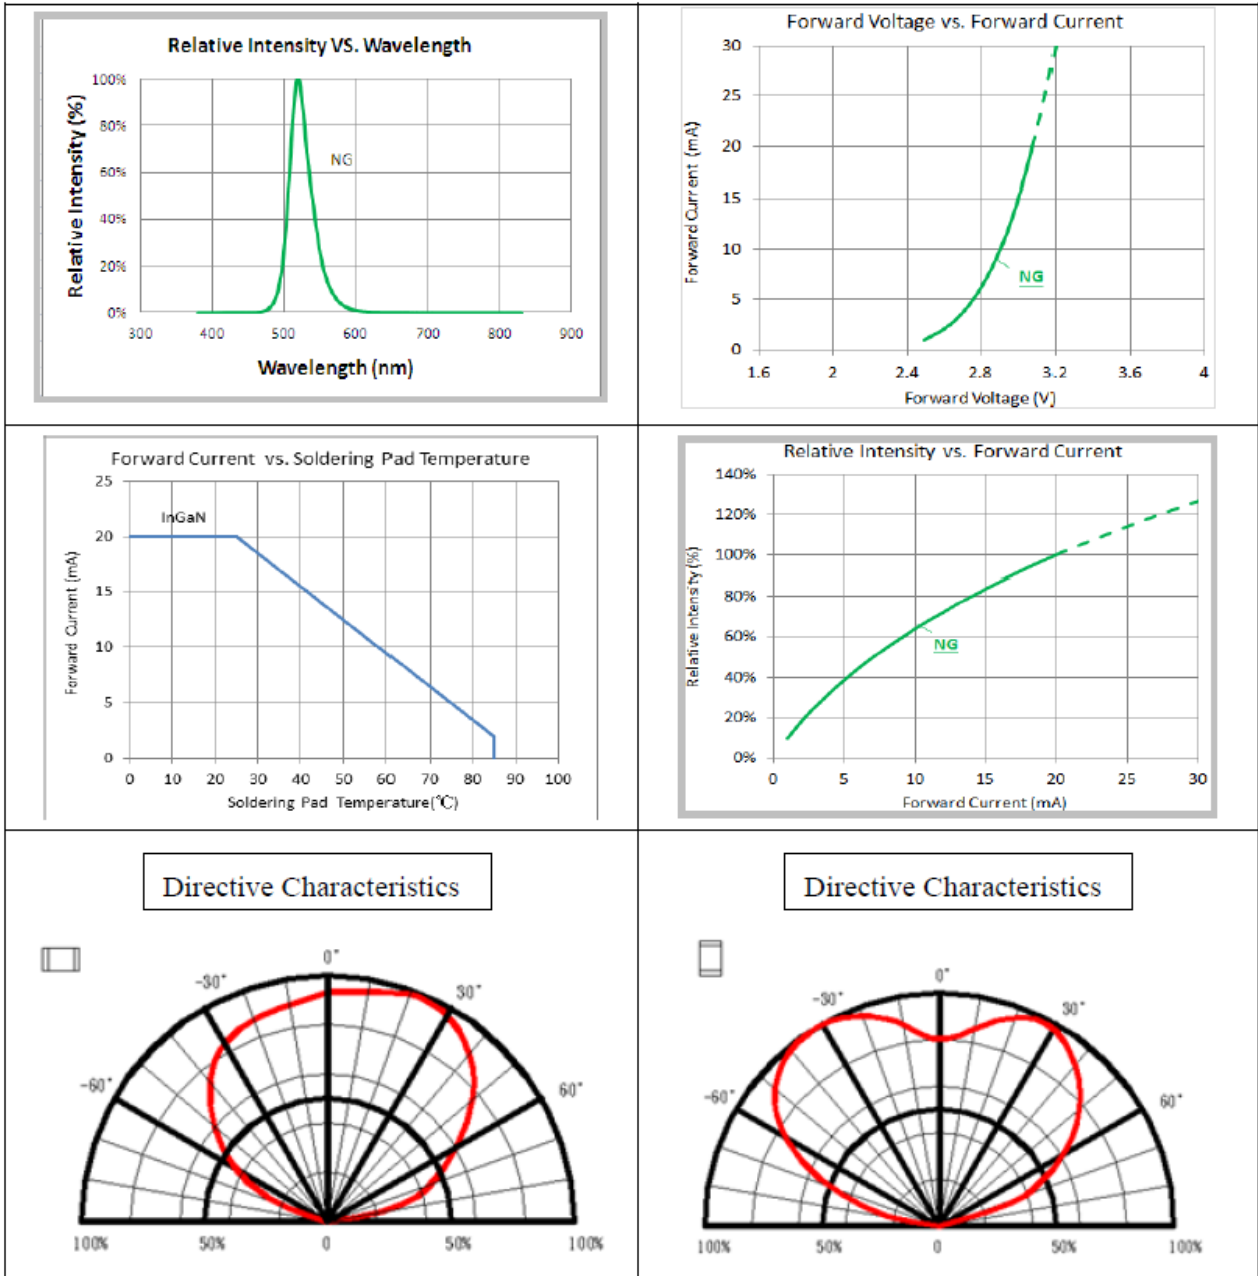 Relative Intensity VS. Wavelength
Relative Intensity (%)
100%
80%
60%
40%
20%
0%
NG
300 400 500 600 700 800 900
Wavelength (nm)
Forward Voltage vs. Forward Current
Forward Current (mA)
30
25
20
15
10
5
0
NG
1.6 2 2.4 2.8 3.2 3.6 4
Forward Voltage (V)
Forward Current vs. Soldering Pad Temperature
Forward Current (mA)
25
20
15
10
5
0
InGaN
0 10 20 30 40 50 60 70 80 90 100
Soldering Pad Temperature(℃)
Relative Intensity vs. Forward Current
Relative Intensity (%)
140%
120%
100%
80%
60%
40%
20%
0%
NG
0 5 10 15 20 25 30
Forward Current (mA)
Directive Characteristics
0°
-30° 30°
-60° 60°
100% 50% 0 50% 100%
Directive Characteristics
0°
-30° 30°
-60° 60°
100% 50% 0 50% 100%